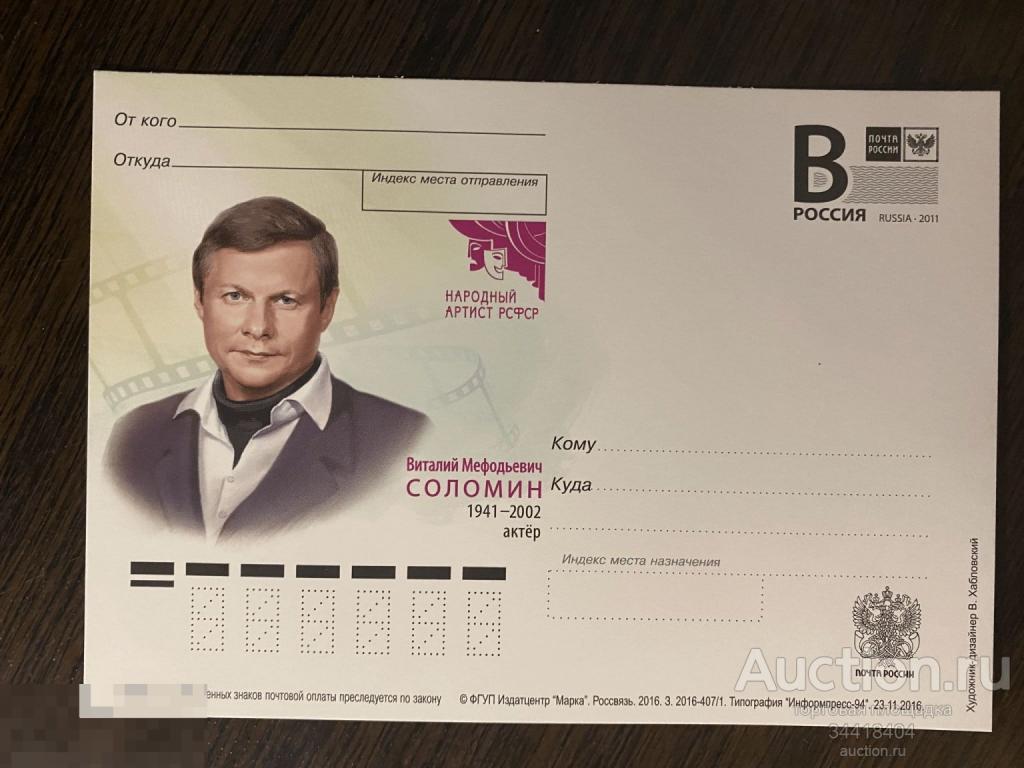 От кого
Откуда
Индекс места отправления
В
ПОЧТА
РОССИИ
РОССИЯ RUSSIA · 2011
НАРОДНЫЙ
АРТИСТ РСФСР
Виталий Мефодьевич
СОЛОМИН
1941–2002
актёр
Кому
Куда
Индекс места назначения
ПОЧТА РОССИИ
Художник-дизайнер В. Хабловский
знаков почтовой оплаты преследуется по закону © ФГУП Издатцентр "Марка". Россвязь. 2016. З. 2016-407/1. Типография "Информпресс-94". 23.11.2016.
Auction.ru
торговая площадка
34418404
auction.ru